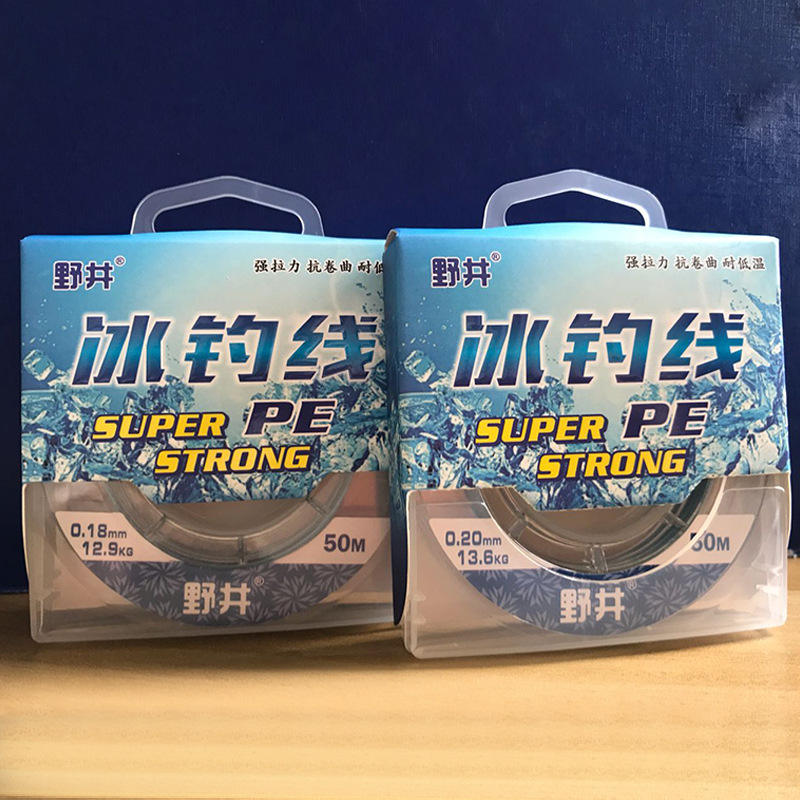 野井®
强拉力 抗卷曲 耐低
冰钓线
SUPER PE
STRONG
0.18mm
12.9KG
50M
野井®
野井®
强拉力 抗卷曲 耐低温
冰钓线
SUPER PE
STRONG
0.20mm
13.6KG
50M
野井®